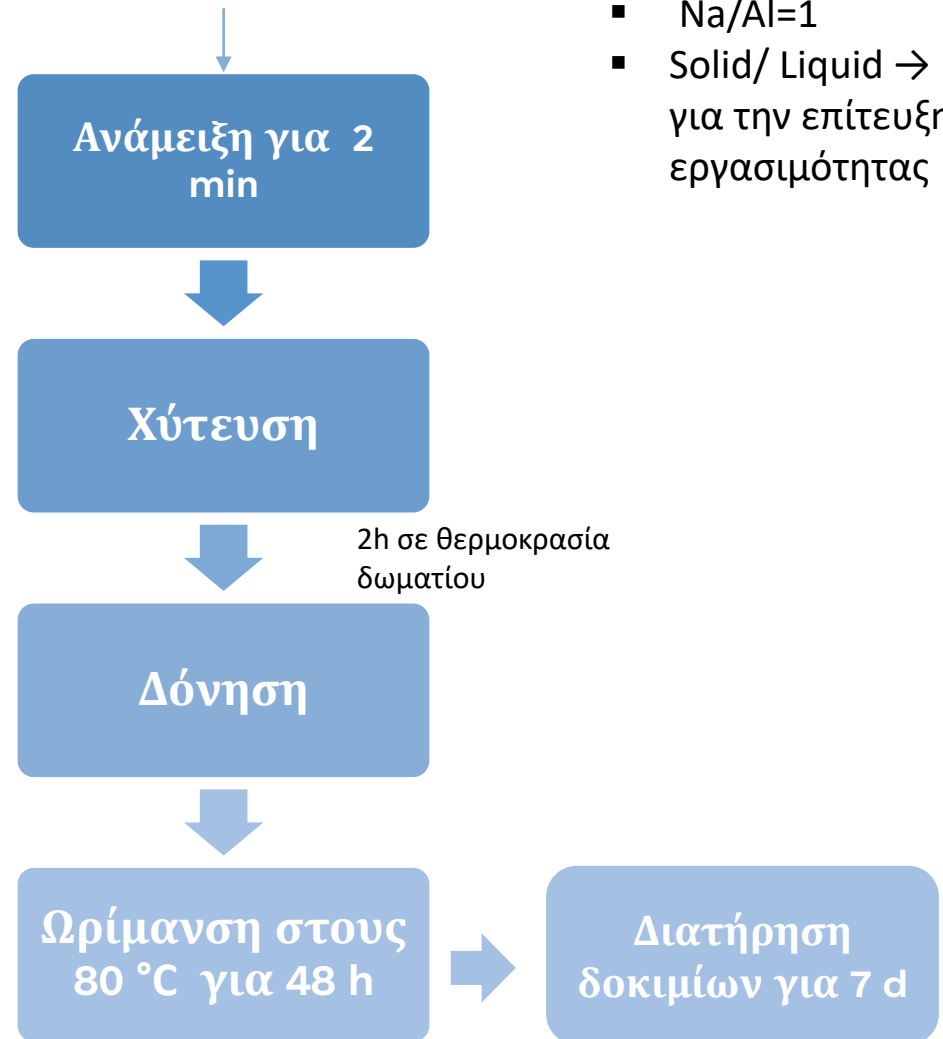 Na/Al=1
Solid/ Liquid →
για την επίτευξη
εργασιμότητας
Ανάμειξη για 2
min
Χύτευση
2h σε θερμοκρασία
δωματίου
Δόνηση
Ωρίμανση στους
80 °C για 48 h
Διατήρηση
δοκιμίων για 7 d